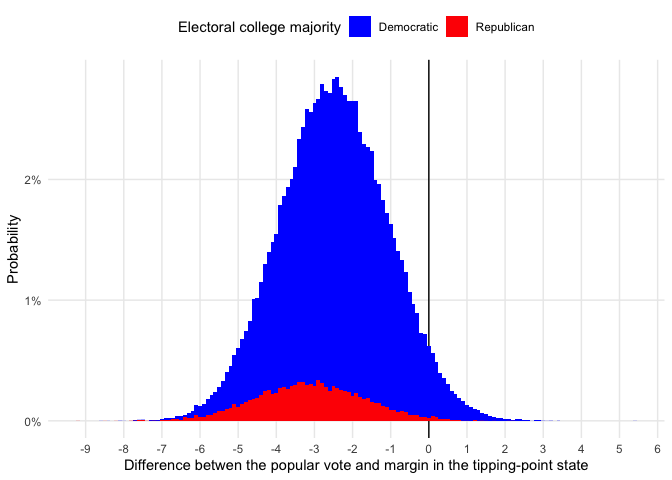 Electoral college majority Democratic Republican
Probability
2%
1%
0%
-9 -8 -7 -6 -5 -4 -3 -2 -1 0 1 2 3 4 5 6
Difference betwen the popular vote and margin in the tipping-point state